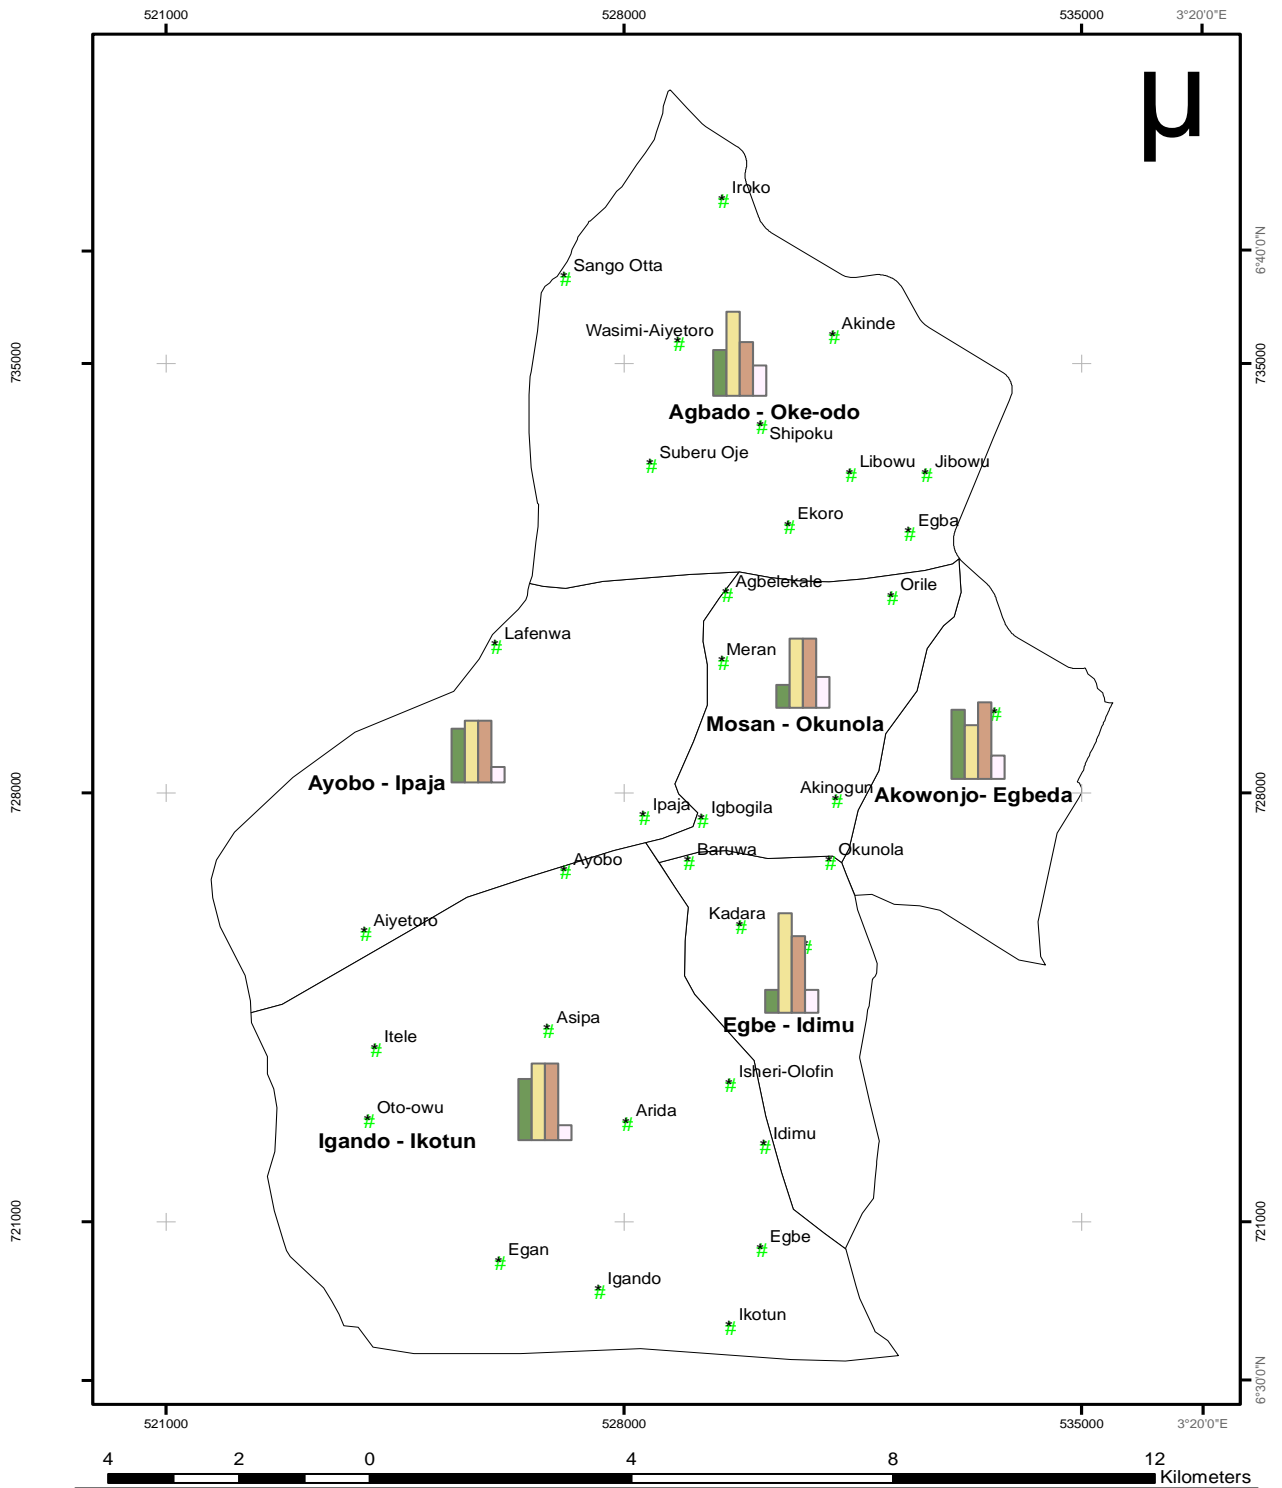 521000 528000 535000 3°20'0"E
µ
Iroko
6°40'0"N
Sango Otta
Wasimi-Aiyetoro
Akinde
735000
735000
Agbado - Oke-odo
Shipoku
Suberu Oje
Libowu
Jibowu
Ekoro
Egba
Agbelekale
Orile
Lafenwa
Meran
Mosan - Okunola
Ayobo - Ipaja
Akinogun
Akowonjo- Egbeda
728000
728000
Ipaja
Igbogila
Baruwa
Okunola
Ayobo
Kadara
Aiyetoro
Asipa
Egbe - Idimu
Itele
Isheri-Olofin
Oto-owu
Arida
Idimu
Igando - Ikotun
721000
721000
Egbe
Egan
Igando
Ikotun
6°30'0"N
521000 528000 535000 3°20'0"E
4 2 0 4 8 12
Kilometers